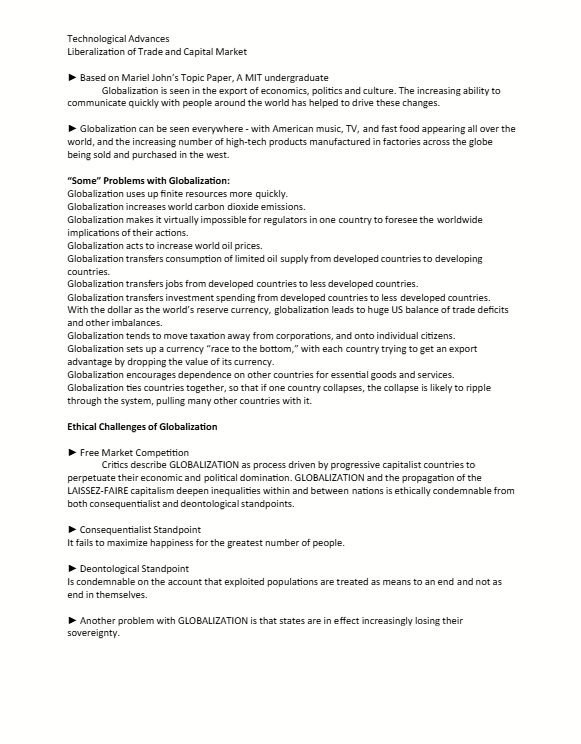 Technological Advances
Liberalization of Trade and Capital Market
► Based on Mariel John's Topic Paper, A MIT undergraduate
Globalization is seen in the export of economics, politics and culture. The increasing ability to
communicate quickly with people around the world has helped to drive these changes.
► Globalization can be seen everywhere - with American music, TV, and fast food appearing all over the
world, and the increasing number of high-tech products manufactured in factories across the globe
being sold and purchased in the west.
“Some” Problems with Globalization:
Globalization uses up finite resources more quickly.
Globalization increases world carbon dioxide emissions.
Globalization makes it virtually impossible for regulators in one country to foresee the worldwide
implications of their actions.
Globalization acts to increase world oil prices.
Globalization transfers consumption of limited oil supply from developed countries to developing
countries.
Globalization transfers jobs from developed countries to less developed countries.
Globalization transfers investment spending from developed countries to less developed countries.
With the dollar as the world's reserve currency, globalization leads to huge US balance of trade deficits
and other imbalances.
Globalization tends to move taxation away from corporations, and onto individual citizens.
Globalization sets up a currency “race to the bottom,” with each country trying to get an export
advantage by dropping the value of its currency.
Globalization encourages dependence on other countries for essential goods and services.
Globalization ties countries together, so that if one country collapses, the collapse is likely to ripple
through the system, pulling many other countries with it.
Ethical Challenges of Globalization
► Free Market Competition
Critics describe GLOBALIZATION as process driven by progressive capitalist countries to
perpetuate their economic and political domination. GLOBALIZATION and the propagation of the
LAISSEZ-FAIRE capitalism deepen inequalities within and between nations is ethically condemnable from
both consequentialist and deontological standpoints.
► Consequentialist Standpoint
It fails to maximize happiness for the greatest number of people.
► Deontological Standpoint
Is condemnable on the account that exploited populations are treated as means to an end and not as
end in themselves.
► Another problem with GLOBALIZATION is that states are in effect increasingly losing their
sovereignty.